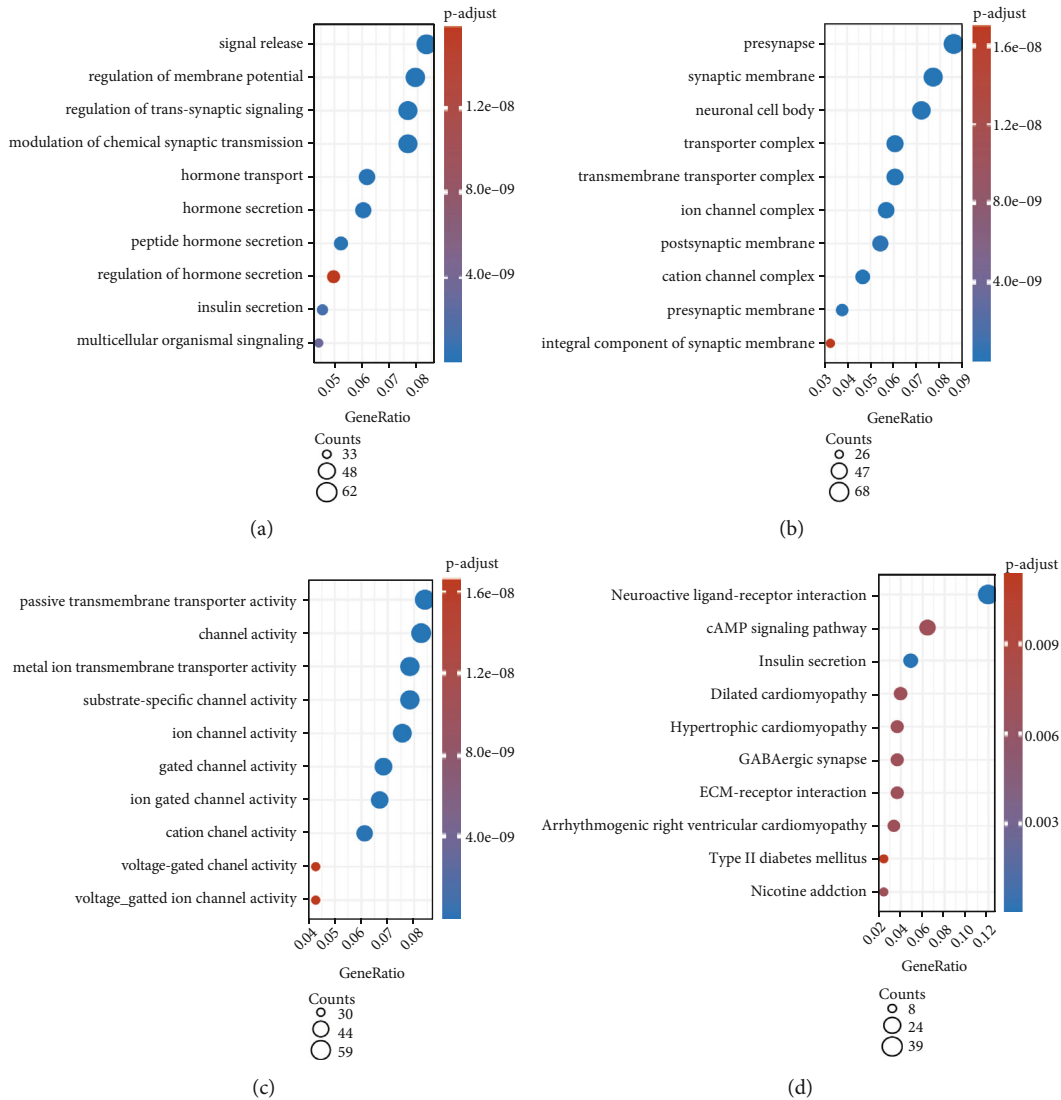 p-adjust
signal release
regulation of membrane potential
regulation of trans-synaptic signaling
modulation of chemical synaptic transmission
hormone transport
hormone secretion
peptide hormone secretion
regulation of hormone secretion
insulin secretion
multicellular organismal singnaling
1.2e−08
8.0e−09
4.0e−09
0.05
0.06
0.07
0.08
GeneRatio
Counts
33
48
62
(a)
p-adjust
presynapse
synaptic membrane
neuronal cell body
transporter complex
transmembrane transporter complex
ion channel complex
postsynaptic membrane
cation channel complex
presynaptic membrane
integral component of synaptic membrane
1.6e−08
1.2e−08
8.0e−09
4.0e−09
0.03
0.04
0.05
0.06
0.07
0.08
0.09
GeneRatio
Counts
26
47
68
(b)
p-adjust
passive transmembrane transporter activity
channel activity
metal ion transmembrane transporter activity
substrate-specific channel activity
ion channel activity
gated channel activity
ion gated channel activity
cation chanel activity
voltage-gated chanel activity
voltage_gatted ion channel activity
1.6e−08
1.2e−08
8.0e−09
4.0e−09
0.04
0.05
0.06
0.07
0.08
GeneRatio
Counts
30
44
59
(c)
p-adjust
Neuroactive ligand-receptor interaction
cAMP signaling pathway
Insulin secretion
Dilated cardiomyopathy
Hypertrophic cardiomyopathy
GABAergic synapse
ECM-receptor interaction
Arrhythmogenic right ventricular cardiomyopathy
Type II diabetes mellitus
Nicotine addction
0.009
0.006
0.003
0.02
0.04
0.06
0.08
0.10
0.12
GeneRatio
Counts
8
24
39
(d)